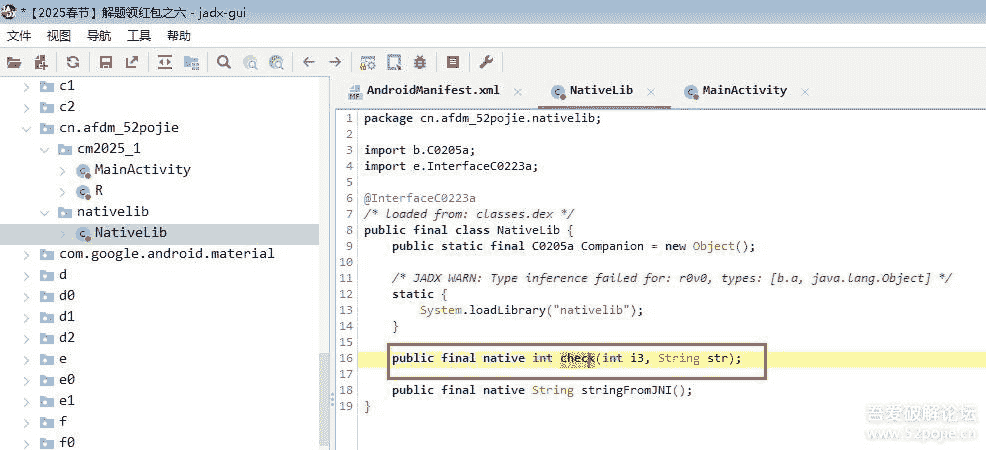 *【2025春节】解题领红包之六 - jadx-gui
文件 视图 导航 工具 帮助
c1
c2
cn.afdm_52pojie
cm2025_1
MainActivity
R
nativelib
NativeLib
com.google.android.material
d
d0
d1
d2
e
e0
e1
f
f0
AndroidManifest.xml × NativeLib × MainActivity ×
1 package cn.afdm_52pojie.nativelib;
2
3 import b.C0205a;
4 import e.InterfaceC0223a;
5
6 @InterfaceC0223a
7 /* loaded from: classes.dex */
8 public final class NativeLib {
9 public static final C0205a Companion = new Object();
10
11 /* JADX WARN: Type inference failed for: r0v0, types: [b.a, java.lang.Object] */
12 static {
13 System.loadLibrary("nativelib");
14 }
15
16 public final native int check(int i3, String str);
17
18 public final native String stringFromJNI();
19 }
吾爱破解论坛
www.52pojie.cn